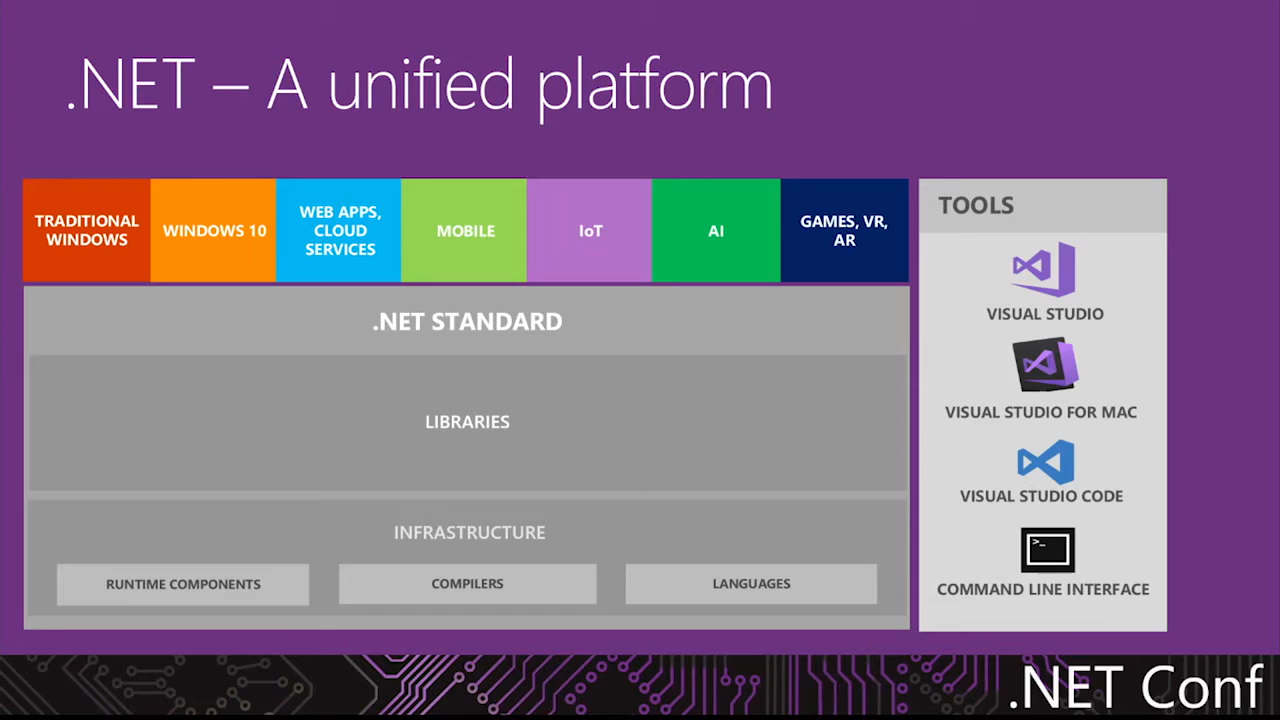 .NET – A unified platform
TRADITIONAL
WINDOWS
WINDOWS 10
WEB APPS,
CLOUD
SERVICES
MOBILE
IoT
AI
GAMES, VR,
AR
.NET STANDARD
LIBRARIES
INFRASTRUCTURE
RUNTIME COMPONENTS
COMPILERS
LANGUAGES
TOOLS
VISUAL STUDIO
VISUAL STUDIO FOR MAC
VISUAL STUDIO CODE
>_
COMMAND LINE INTERFACE
.NET Conf